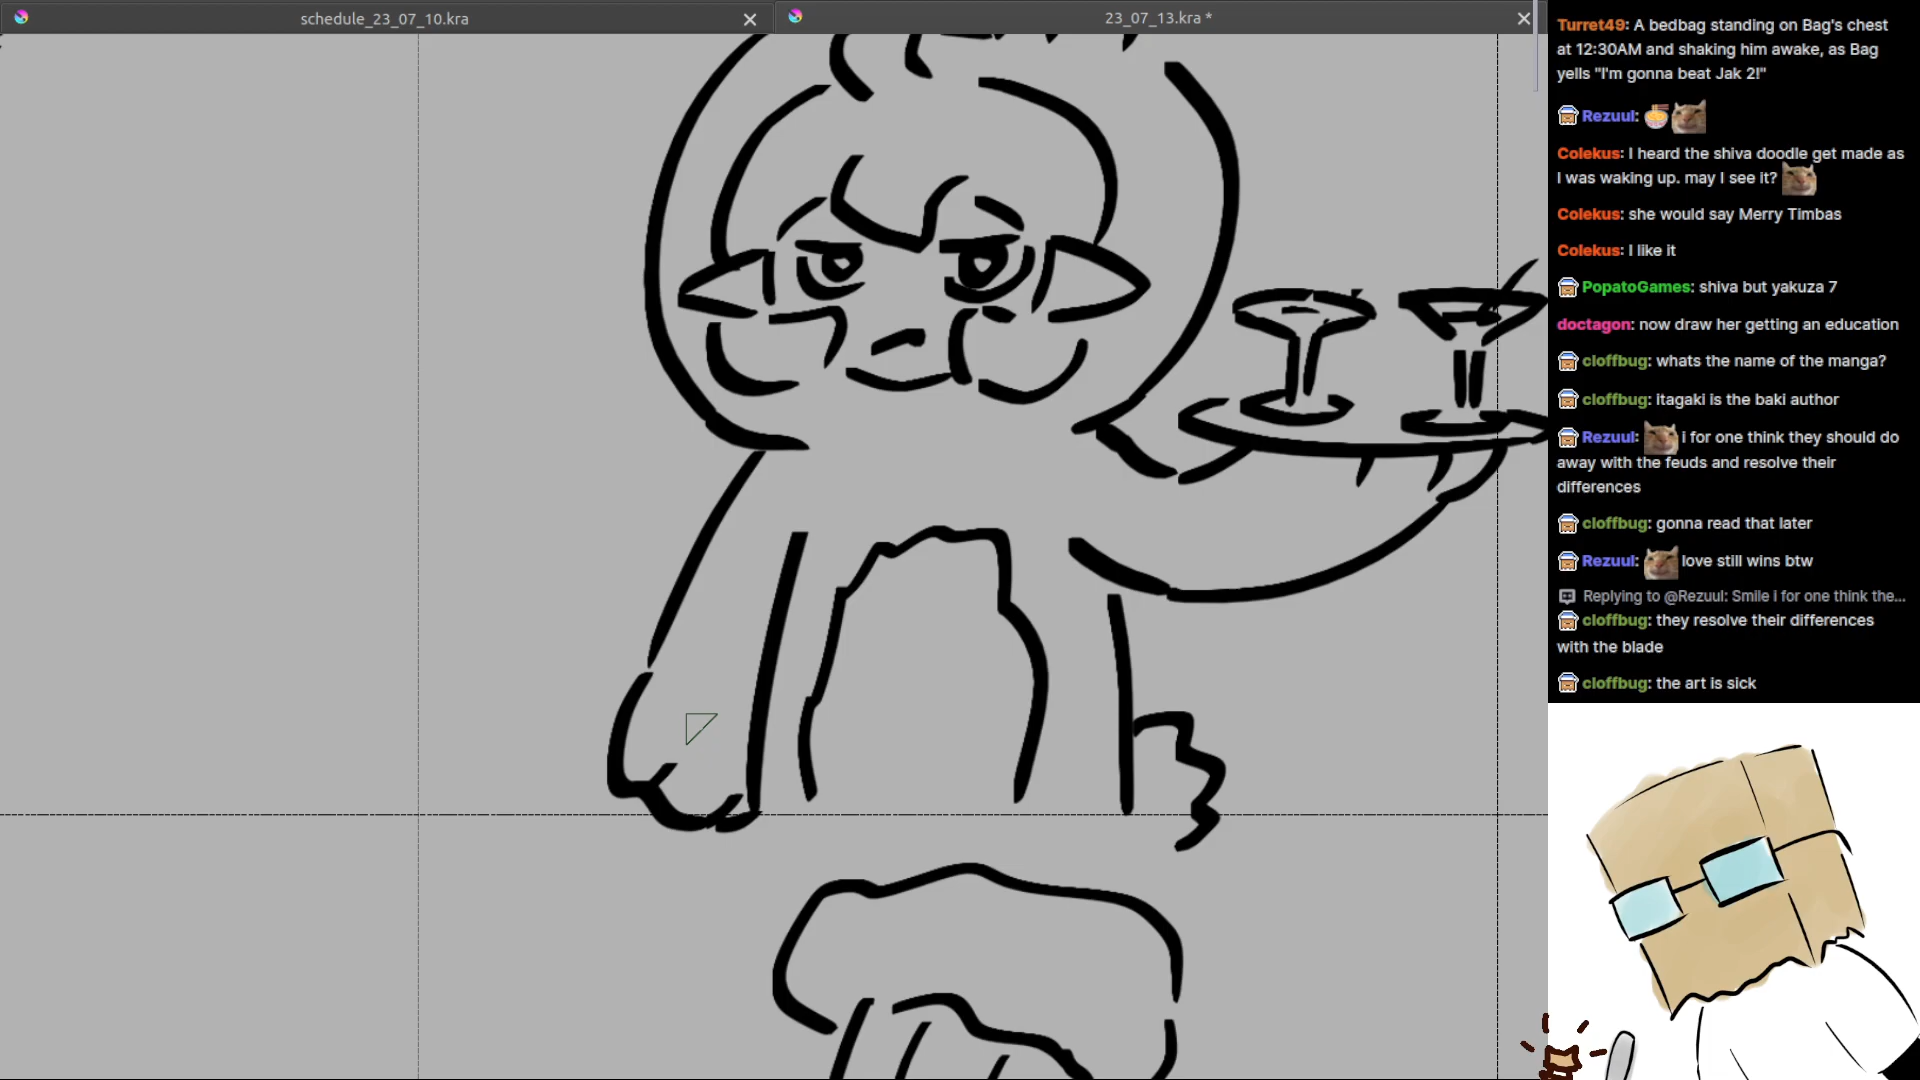 schedule_23_07_10.kra
23_07_13.kra *
Turret49: A bedbag standing on Bag's chest
at 12:30AM and shaking him awake, as Bag
yells "I'm gonna beat Jak 2!"
Rezuul:
Colekus: I heard the shiva doodle get made as
I was waking up. may I see it?
Colekus: she would say Merry Timbas
Colekus: I like it
PopatoGames: shiva but yakuza 7
doctagon: now draw her getting an education
cloffbug: whats the name of the manga?
cloffbug: itagaki is the baki author
Rezuul: i for one think they should do
away with the feuds and resolve their
differences
cloffbug: gonna read that later
Rezuul: love still wins btw
Replying to @Rezuul: Smile i for one think the...
cloffbug: they resolve their differences
with the blade
cloffbug: the art is sick